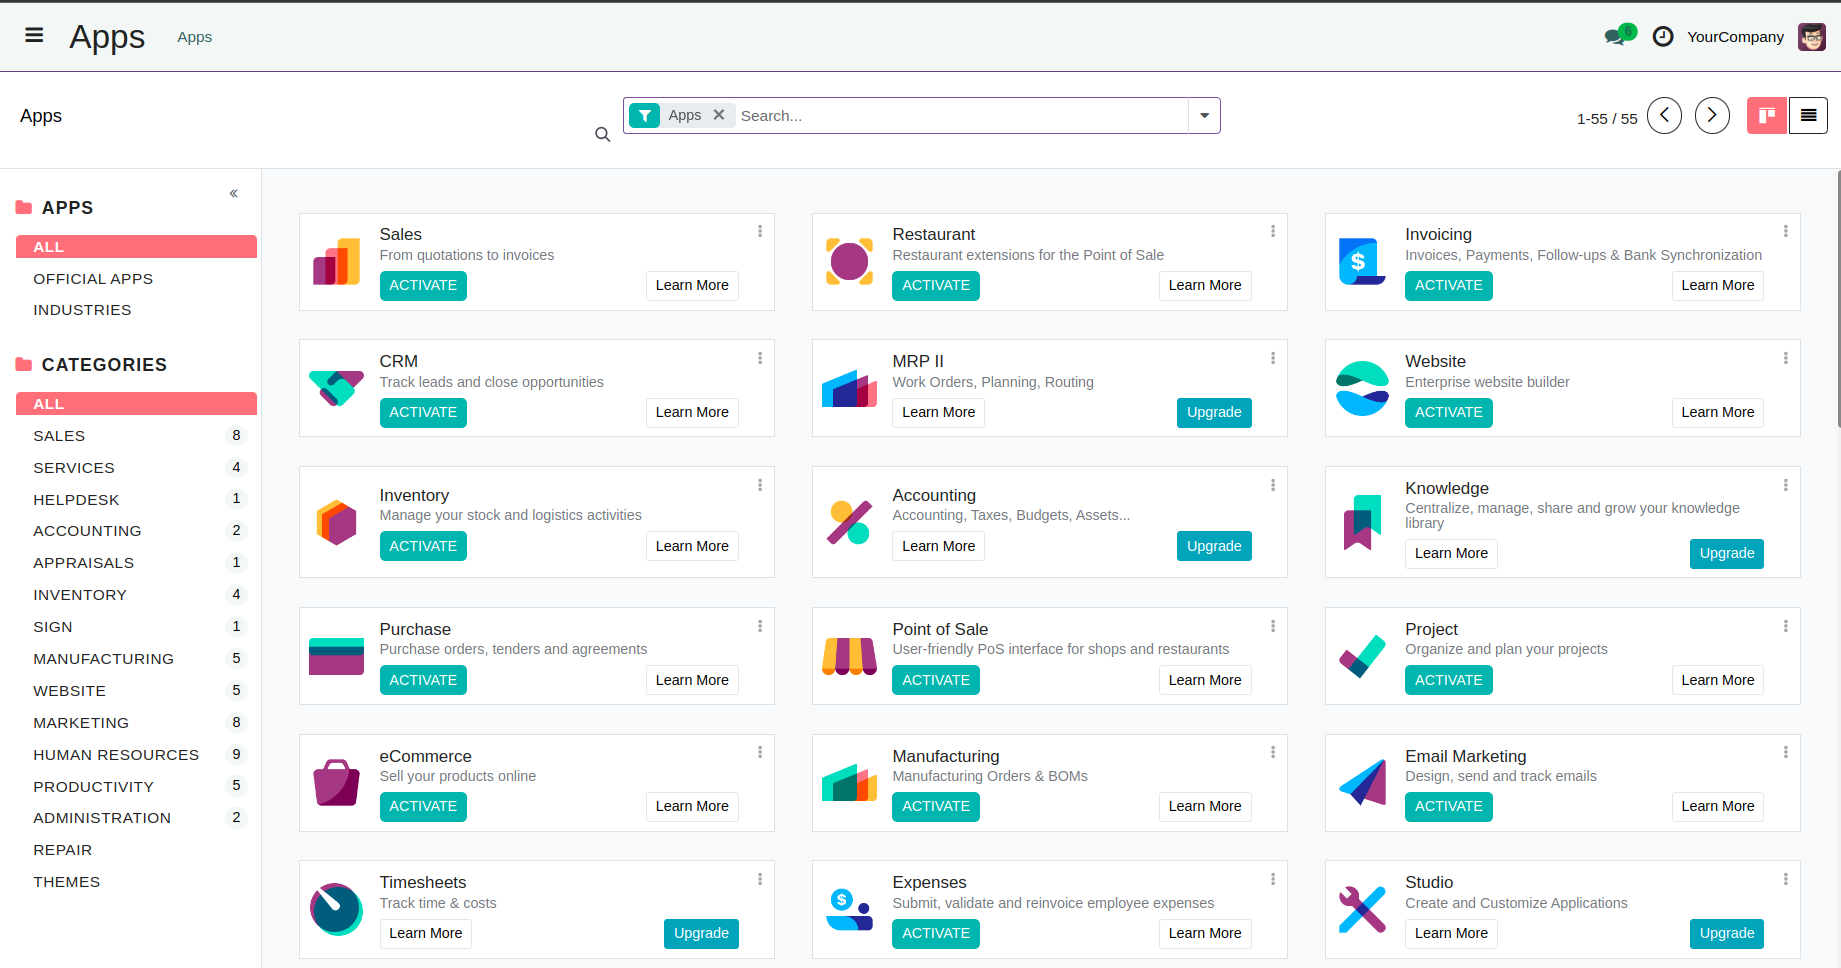 Apps
Apps
6
YourCompany
Apps
Apps
Search...
1-55 / 55
APPS
ALL
OFFICIAL APPS
INDUSTRIES
CATEGORIES
ALL
SALES 8
SERVICES 4
HELPDESK 1
ACCOUNTING 2
APPRAISALS 1
INVENTORY 4
SIGN 1
MANUFACTURING 5
WEBSITE 5
MARKETING 8
HUMAN RESOURCES 9
PRODUCTIVITY 5
ADMINISTRATION 2
REPAIR
THEMES
Sales
From quotations to invoices
ACTIVATE Learn More
Restaurant
Restaurant extensions for the Point of Sale
ACTIVATE Learn More
$
Invoicing
Invoices, Payments, Follow-ups & Bank Synchronization
ACTIVATE Learn More
CRM
Track leads and close opportunities
ACTIVATE Learn More
MRP II
Work Orders, Planning, Routing
Learn More Upgrade
Website
Enterprise website builder
ACTIVATE Learn More
Inventory
Manage your stock and logistics activities
ACTIVATE Learn More
Accounting
Accounting, Taxes, Budgets, Assets...
Learn More Upgrade
Knowledge
Centralize, manage, share and grow your knowledge
library
Learn More Upgrade
Purchase
Purchase orders, tenders and agreements
ACTIVATE Learn More
Point of Sale
User-friendly PoS interface for shops and restaurants
ACTIVATE Learn More
Project
Organize and plan your projects
ACTIVATE Learn More
eCommerce
Sell your products online
ACTIVATE Learn More
Manufacturing
Manufacturing Orders & BOMs
ACTIVATE Learn More
Email Marketing
Design, send and track emails
ACTIVATE Learn More
Timesheets
Track time & costs
Learn More Upgrade
$
Expenses
Submit, validate and reinvoice employee expenses
ACTIVATE Learn More
Studio
Create and Customize Applications
Learn More Upgrade